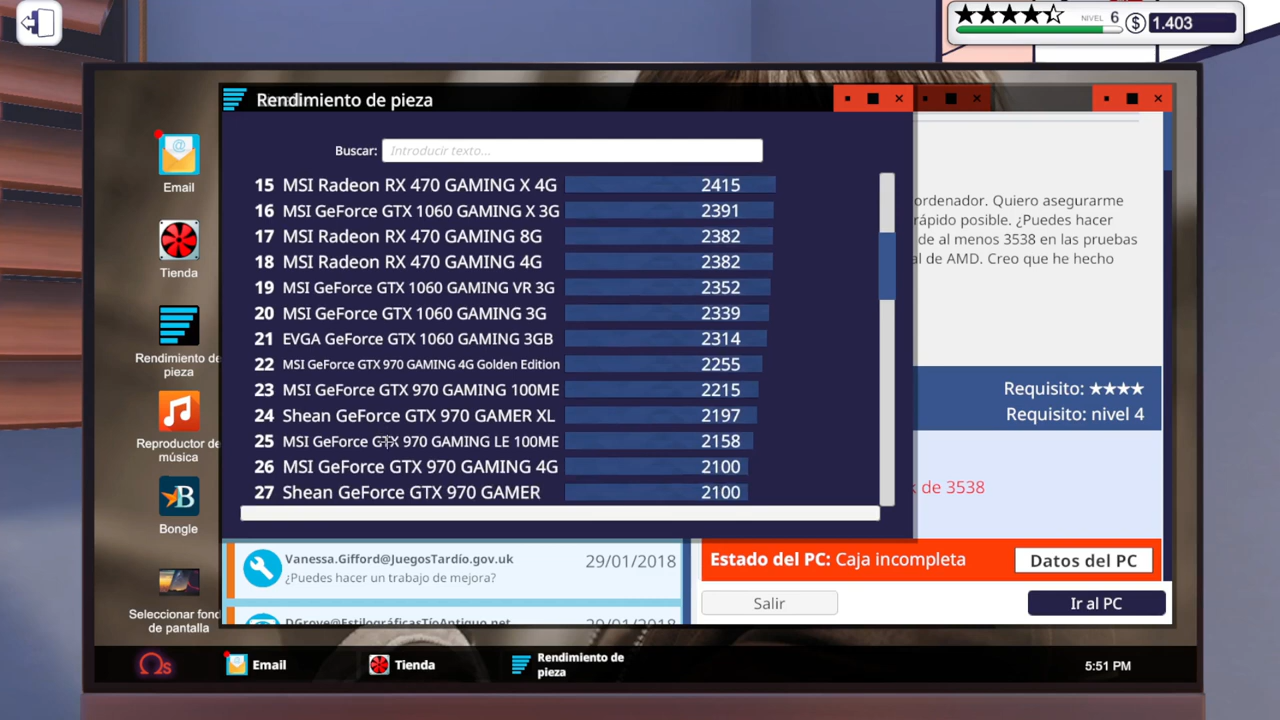 NIVEL 6 $ 1.403
Rendimiento de pieza
Buscar: Introducir texto...
15 MSI Radeon RX 470 GAMING X 4G 2415
16 MSI GeForce GTX 1060 GAMING X 3G 2391
17 MSI Radeon RX 470 GAMING 8G 2382
18 MSI Radeon RX 470 GAMING 4G 2382
19 MSI GeForce GTX 1060 GAMING VR 3G 2352
20 MSI GeForce GTX 1060 GAMING 3G 2339
21 EVGA GeForce GTX 1060 GAMING 3GB 2314
22 MSI GeForce GTX 970 GAMING 4G Golden Edition 2255
23 MSI GeForce GTX 970 GAMING 100ME 2215
24 Shean GeForce GTX 970 GAMER XL 2197
25 MSI GeForce GTX 970 GAMING LE 100ME 2158
26 MSI GeForce GTX 970 GAMING 4G 2100
27 Shean GeForce GTX 970 GAMER 2100
ordenador. Quiero asegurarme
rápido posible. ¿Puedes hacer
de al menos 3538 en las pruebas
al de AMD. Creo que he hecho
Requisito: ★★★★
Requisito: nivel 4
k de 3538
Email
Tienda
Rendimiento de
pieza
Reproductor de
música
Bongle
Seleccionar fond
de pantalla
Vanessa.Gifford@JuegosTardío.gov.uk 29/01/2018
¿Puedes hacer un trabajo de mejora?
DGrove@EstilográficasTíoAntiguo.net 29/01/2018
Estado del PC: Caja incompleta Datos del PC
Salir Ir al PC
Ωs Email Tienda Rendimiento de
pieza 5:51 PM